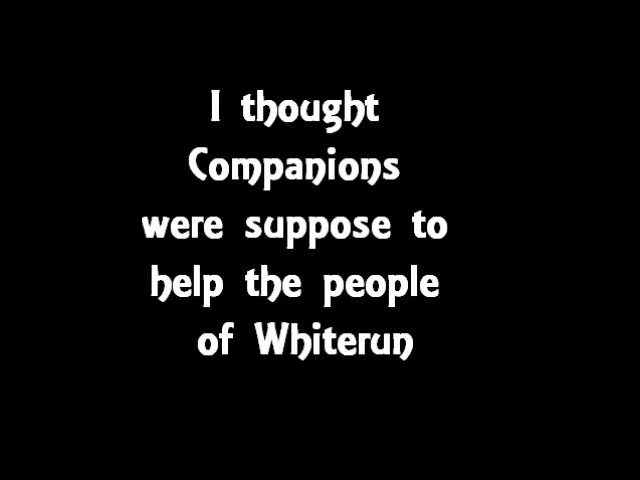 I thought
Companions
were suppose to
help the people
of Whiterun